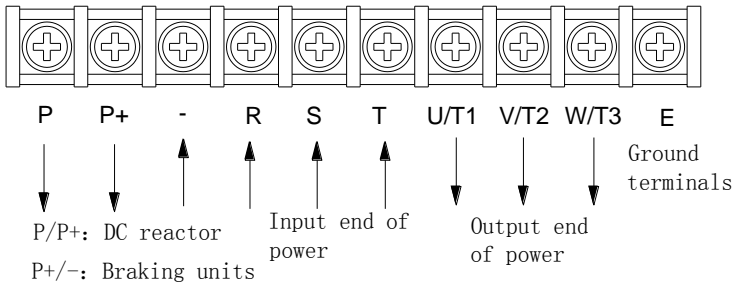 P P+ - R S T U/T1 V/T2 W/T3 E
Ground
terminals
P/P+: DC reactor
P+/-: Braking units
Input end of
power
Output end
of power